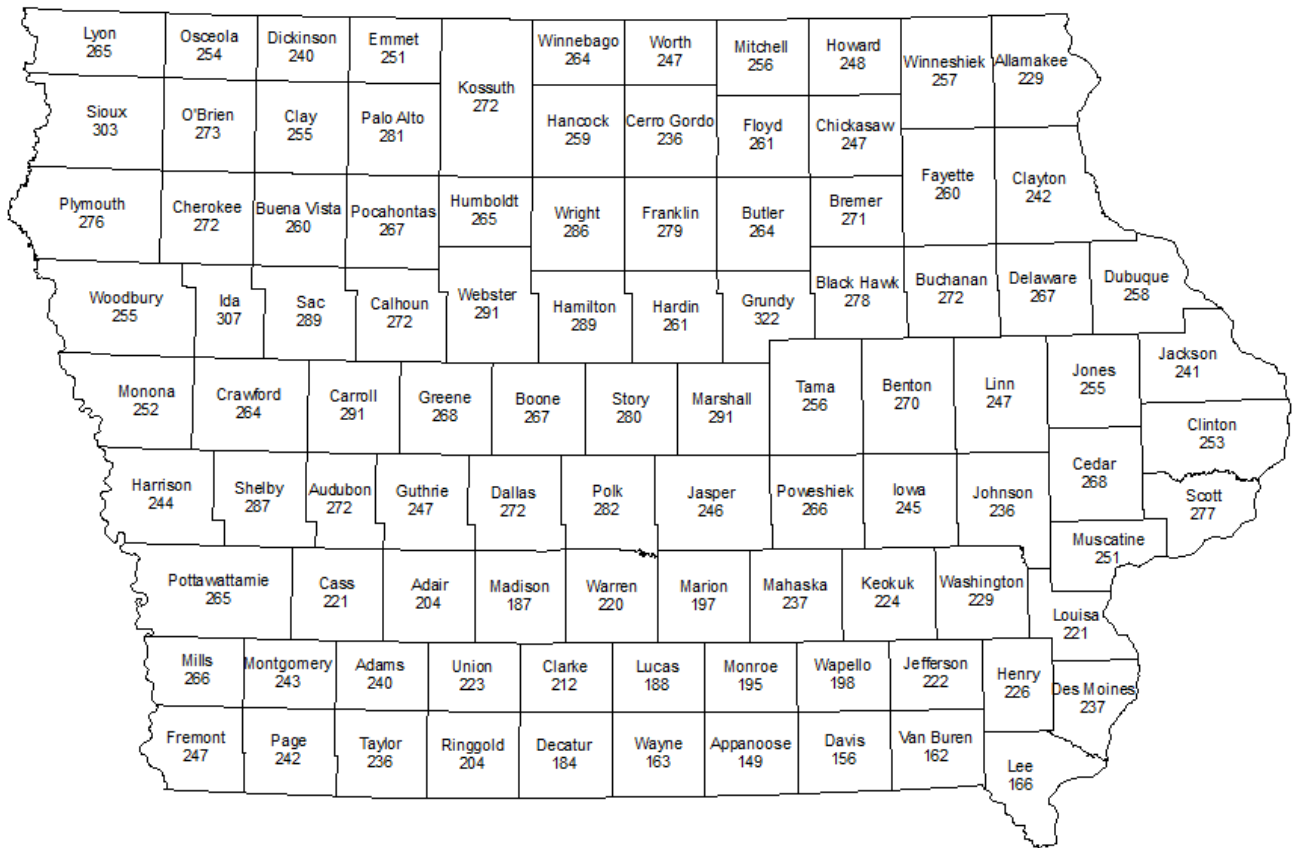 Lyon
265
Osceola
254
Dickinson
240
Emmet
251
Kossuth
272
Winnebago
264
Worth
247
Mitchell
256
Howard
248
Winneshiek
257
Allamakee
229
Sioux
303
O'Brien
273
Clay
255
Palo Alto
281
Hancock
259
Cerro Gordo
236
Floyd
261
Chickasaw
247
Fayette
260
Clayton
242
Plymouth
276
Cherokee
272
Buena Vista
260
Pocahontas
267
Humboldt
265
Wright
286
Franklin
279
Butler
264
Bremer
271
Woodbury
255
Ida
307
Sac
289
Calhoun
272
Webster
291
Hamilton
289
Hardin
261
Grundy
322
Black Hawk
278
Buchanan
272
Delaware
267
Dubuque
258
Monona
252
Crawford
264
Carroll
291
Greene
268
Boone
267
Story
280
Marshall
291
Tama
256
Benton
270
Linn
247
Jones
255
Jackson
241
Clinton
253
Harrison
244
Shelby
287
Audubon
272
Guthrie
247
Dallas
272
Polk
282
Jasper
246
Poweshiek
266
Iowa
245
Johnson
236
Cedar
268
Scott
277
Muscatine
251
Pottawattamie
265
Cass
221
Adair
204
Madison
187
Warren
220
Marion
197
Mahaska
237
Keokuk
224
Washington
229
Louisa
221
Mills
266
Montgomery
243
Adams
240
Union
223
Clarke
212
Lucas
188
Monroe
195
Wapello
198
Jefferson
222
Henry
226
Des Moines
237
Fremont
247
Page
242
Taylor
236
Ringgold
204
Decatur
184
Wayne
163
Appanoose
149
Davis
156
Van Buren
162
Lee
166